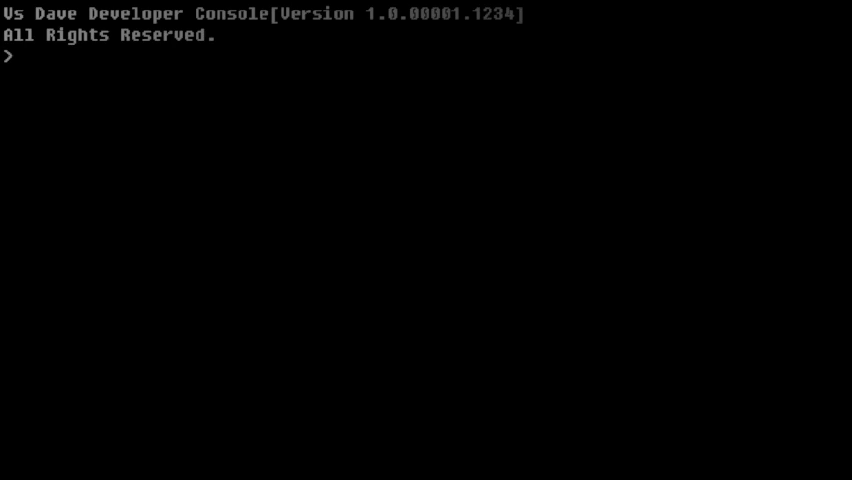 Vs Dave Developer Console[Version 1.0.00001.1234]
All Rights Reserved.
>